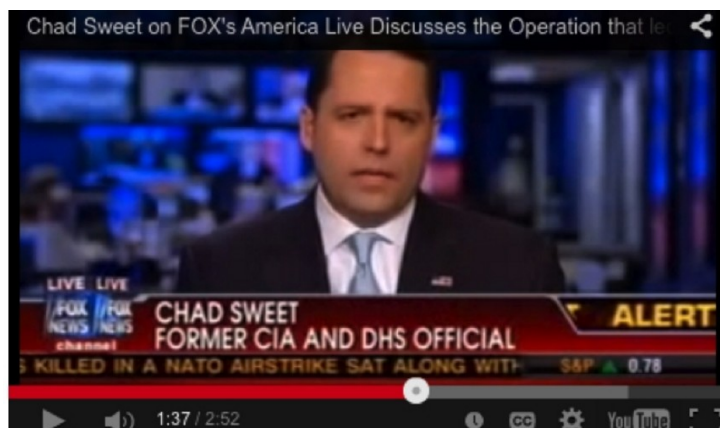 Chad Sweet on FOX's America Live Discusses the Operation that
LIVE LIVE
FOX NEWS channel
FOX NEWS
CHAD SWEET
FORMER CIA AND DHS OFFICIAL
ALERT
KILLED IN A NATO AIRSTRIKE SAT ALONG WITH S&P ▲ 0.78
1:37 / 2:52
CC
YouTube